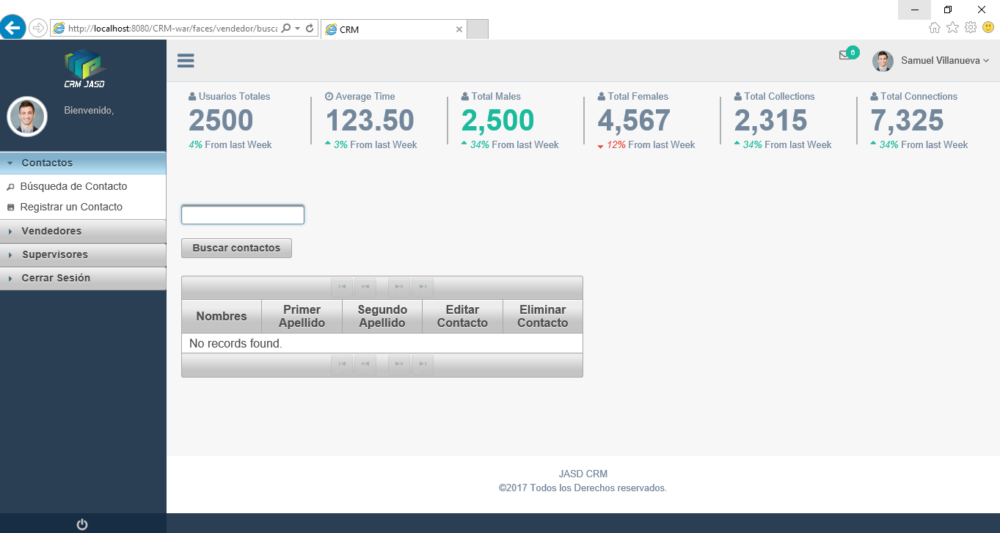 http://localhost:8080/CRM-war/faces/vendedor/busca
CRM
CRM JASD
Bienvenido,
6
Samuel Villanueva
Usuarios Totales
2500
4% From last Week
Average Time
123.50
3% From last Week
Total Males
2,500
34% From last Week
Total Females
4,567
12% From last Week
Total Collections
2,315
34% From last Week
Total Connections
7,325
34% From last Week
Contactos
Búsqueda de Contacto
Registrar un Contacto
Vendedores
Supervisores
Cerrar Sesión
Buscar contactos
Nombres
Primer
Apellido
Segundo
Apellido
Editar
Contacto
Eliminar
Contacto
No records found.
JASD CRM
©2017 Todos los Derechos reservados.